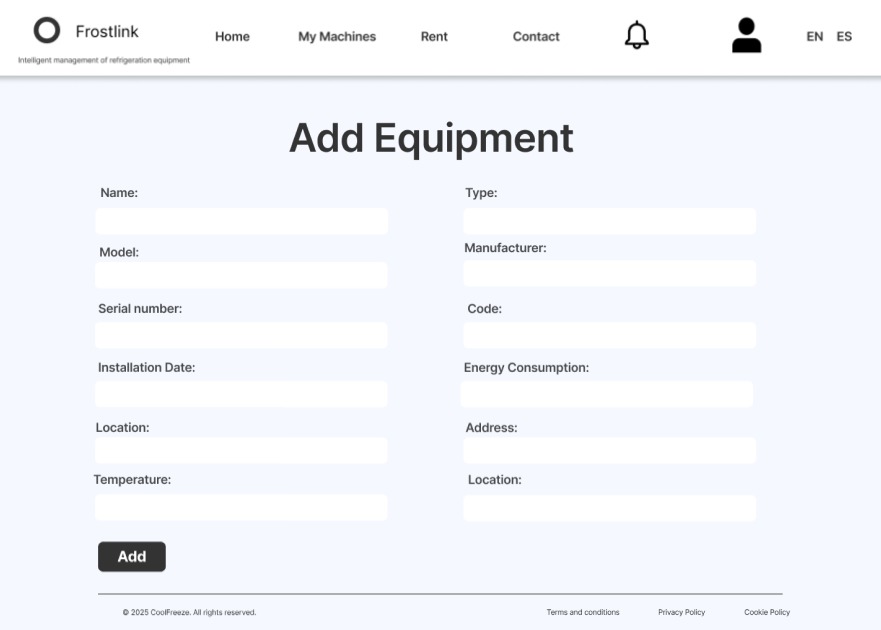 Frostlink
Intelligent management of refrigeration equipment
Home My Machines Rent Contact EN ES
Add Equipment
Name: Type:
Model: Manufacturer:
Serial number: Code:
Installation Date: Energy Consumption:
Location: Address:
Temperature: Location:
Add
© 2025 CoolFreeze. All rights reserved. Terms and conditions Privacy Policy Cookie Policy